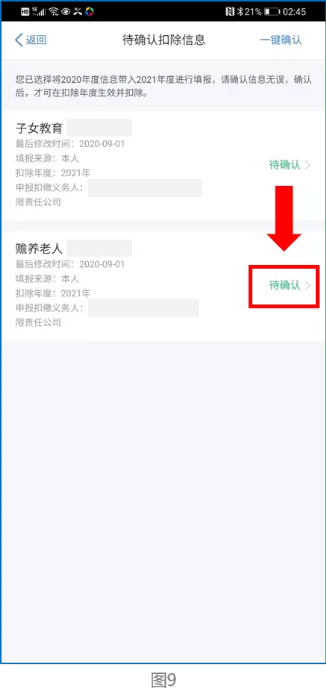 HD 5G 21% 02:45
返回 待确认扣除信息 一键确认
您已选择将2020年度信息带入2021年度进行填报，请确认信息无误，确认
后，才可在扣除年度生效并扣除。
子女教育
最后修改时间：2020-09-01
填报来源：本人
待确认
扣除年度：2021年
申报扣缴义务人：
限责任公司
赡养老人
最后修改时间：2020-09-01
填报来源：本人
待确认
扣除年度：2021年
申报扣缴义务人：
限责任公司
图9